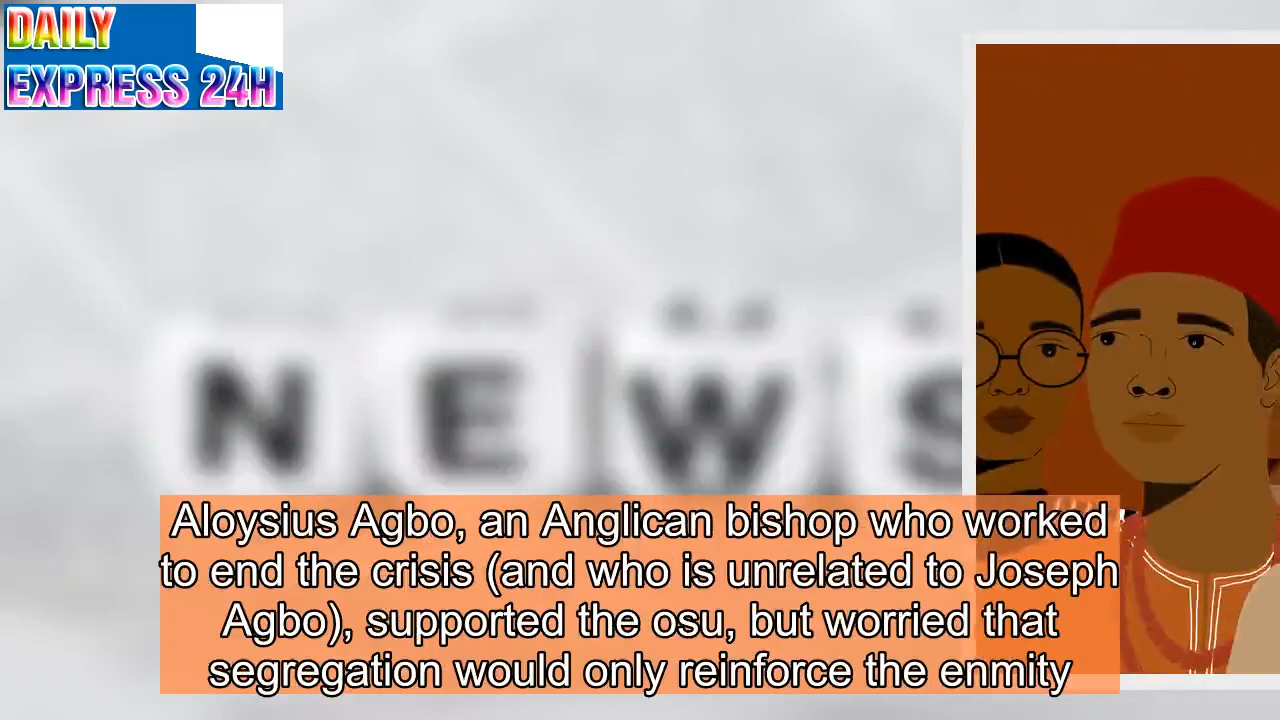 DAILY
EXPRESS 24H
NEWS
Aloysius Agbo, an Anglican bishop who worked
to end the crisis (and who is unrelated to Joseph
Agbo), supported the osu, but worried that
segregation would only reinforce the enmity